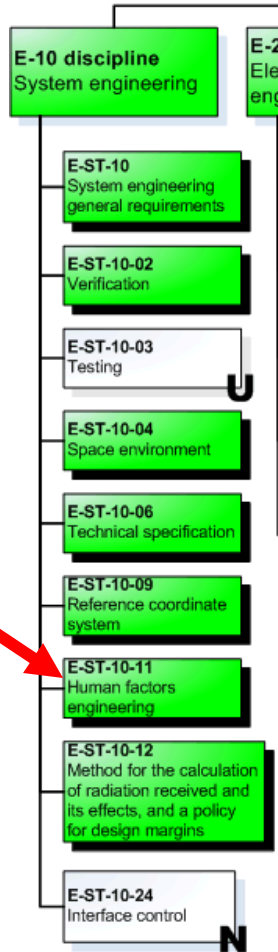 E-10 discipline
System engineering
E-2
Ele
eng
E-ST-10
System engineering
general requirements
E-ST-10-02
Verification
E-ST-10-03
Testing
U
E-ST-10-04
Space environment
E-ST-10-06
Technical specification
E-ST-10-09
Reference coordinate
system
E-ST-10-11
Human factors
engineering
E-ST-10-12
Method for the calculation
of radiation received and
its effects, and a policy
for design margins
E-ST-10-24
Interface control
N